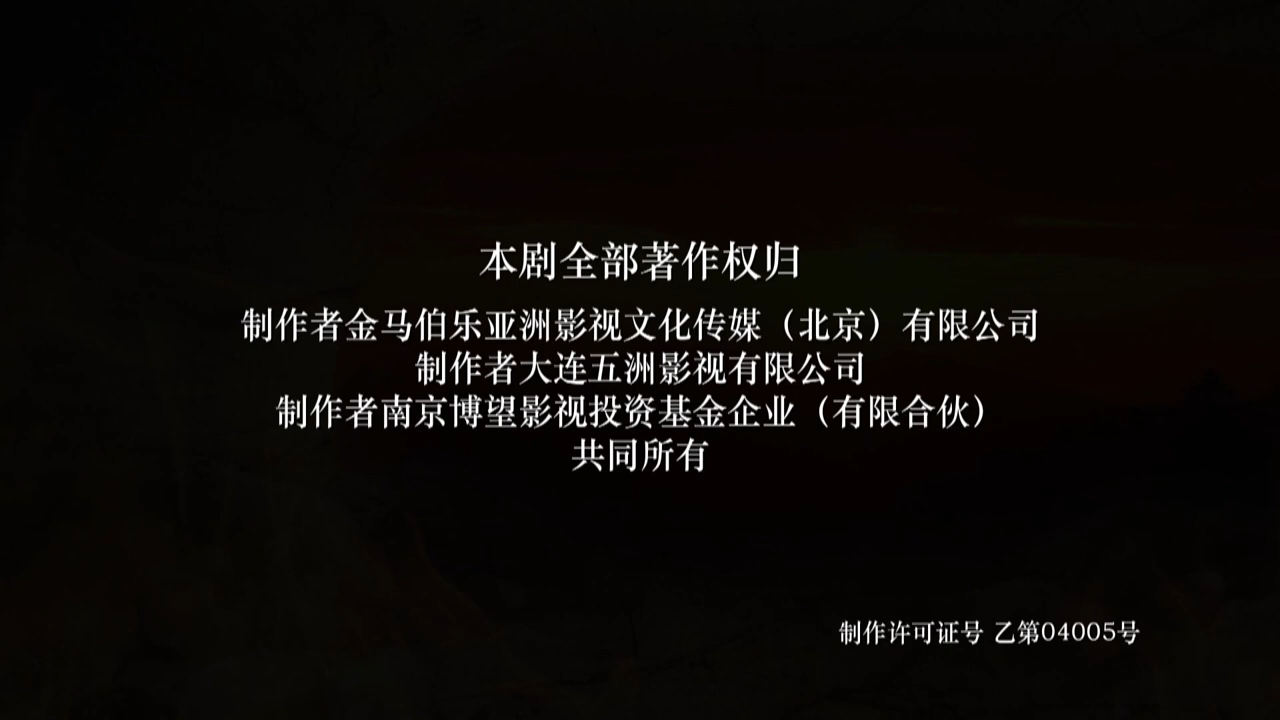 本剧全部著作权归
制作者金马伯乐亚洲影视文化传媒（北京）有限公司
制作者大连五洲影视有限公司
制作者南京博望影视投资基金企业（有限合伙）
共同所有
制作许可证号 乙第04005号